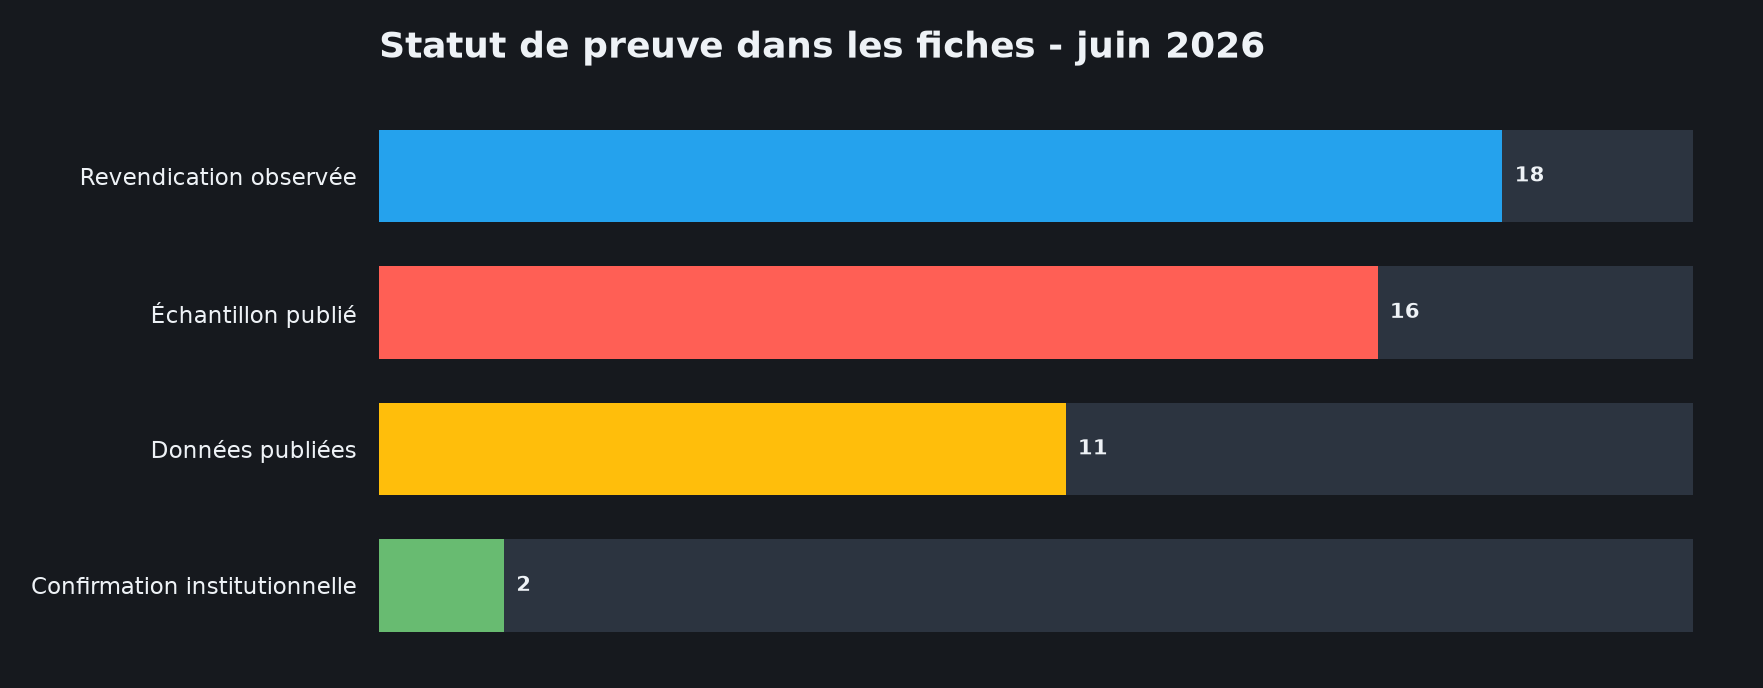 Statut de preuve dans les fiches - juin 2026
Revendication observée
18
Échantillon publié
16
Données publiées
11
Confirmation institutionnelle
2